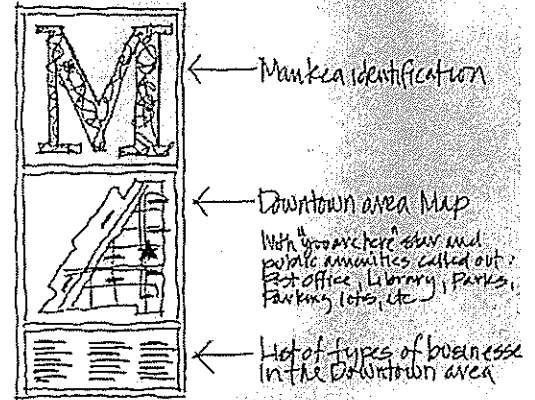 M
Mankea identification
Downtown area Map
With "you are here" star and
public amenities called out:
Post Office, Library, Parks,
Parking lots, etc
List of types of businesse
In the Downtown area